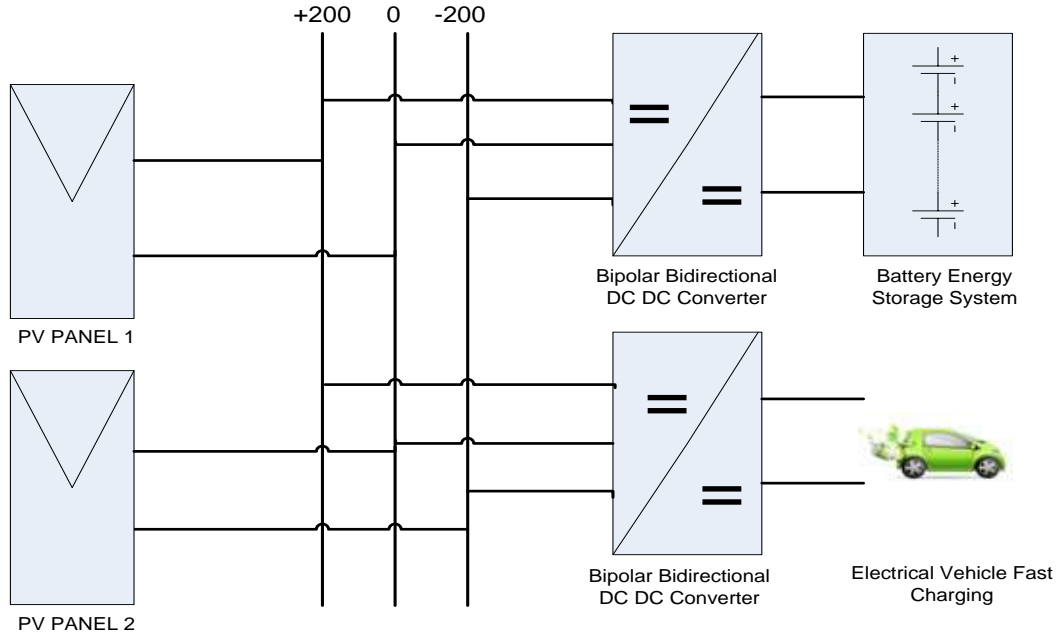 +200 0 -200
PV PANEL 1
Bipolar Bidirectional
DC DC Converter
Battery Energy
Storage System
PV PANEL 2
Bipolar Bidirectional
DC DC Converter
Electrical Vehicle Fast
Charging